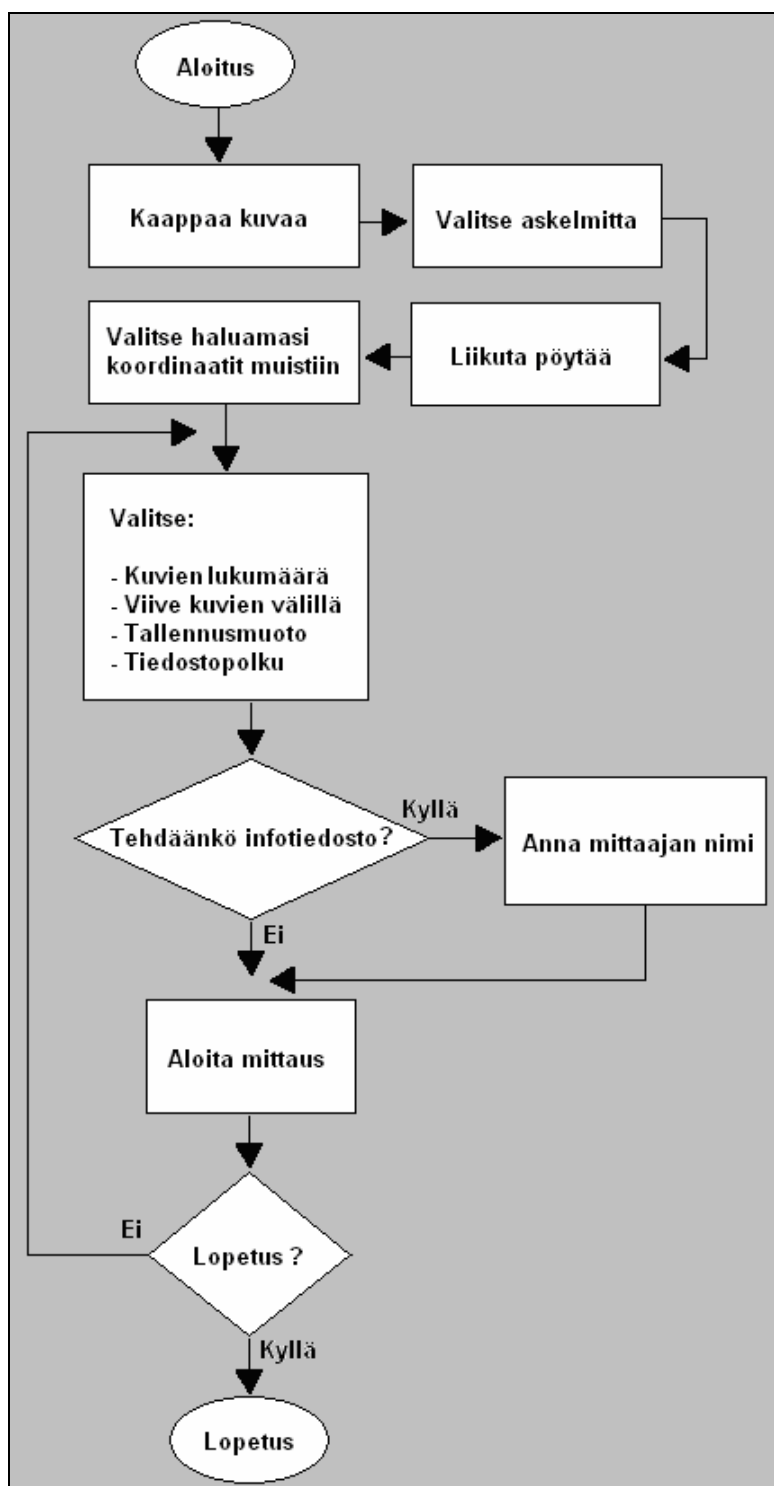 Aloitus
Kaappaa kuvaa
Valitse askelmitta
Liikuta pöytää
Valitse haluamasi
koordinaatit muistiin
Valitse:
- Kuvien lukumäärä
- Viive kuvien välillä
- Tallennusmuoto
- Tiedostopolku
Tehdäänkö infotiedosto?
Kyllä
Anna mittaajan nimi
Ei
Aloita mittaus
Ei
Lopetus ?
Kyllä
Lopetus